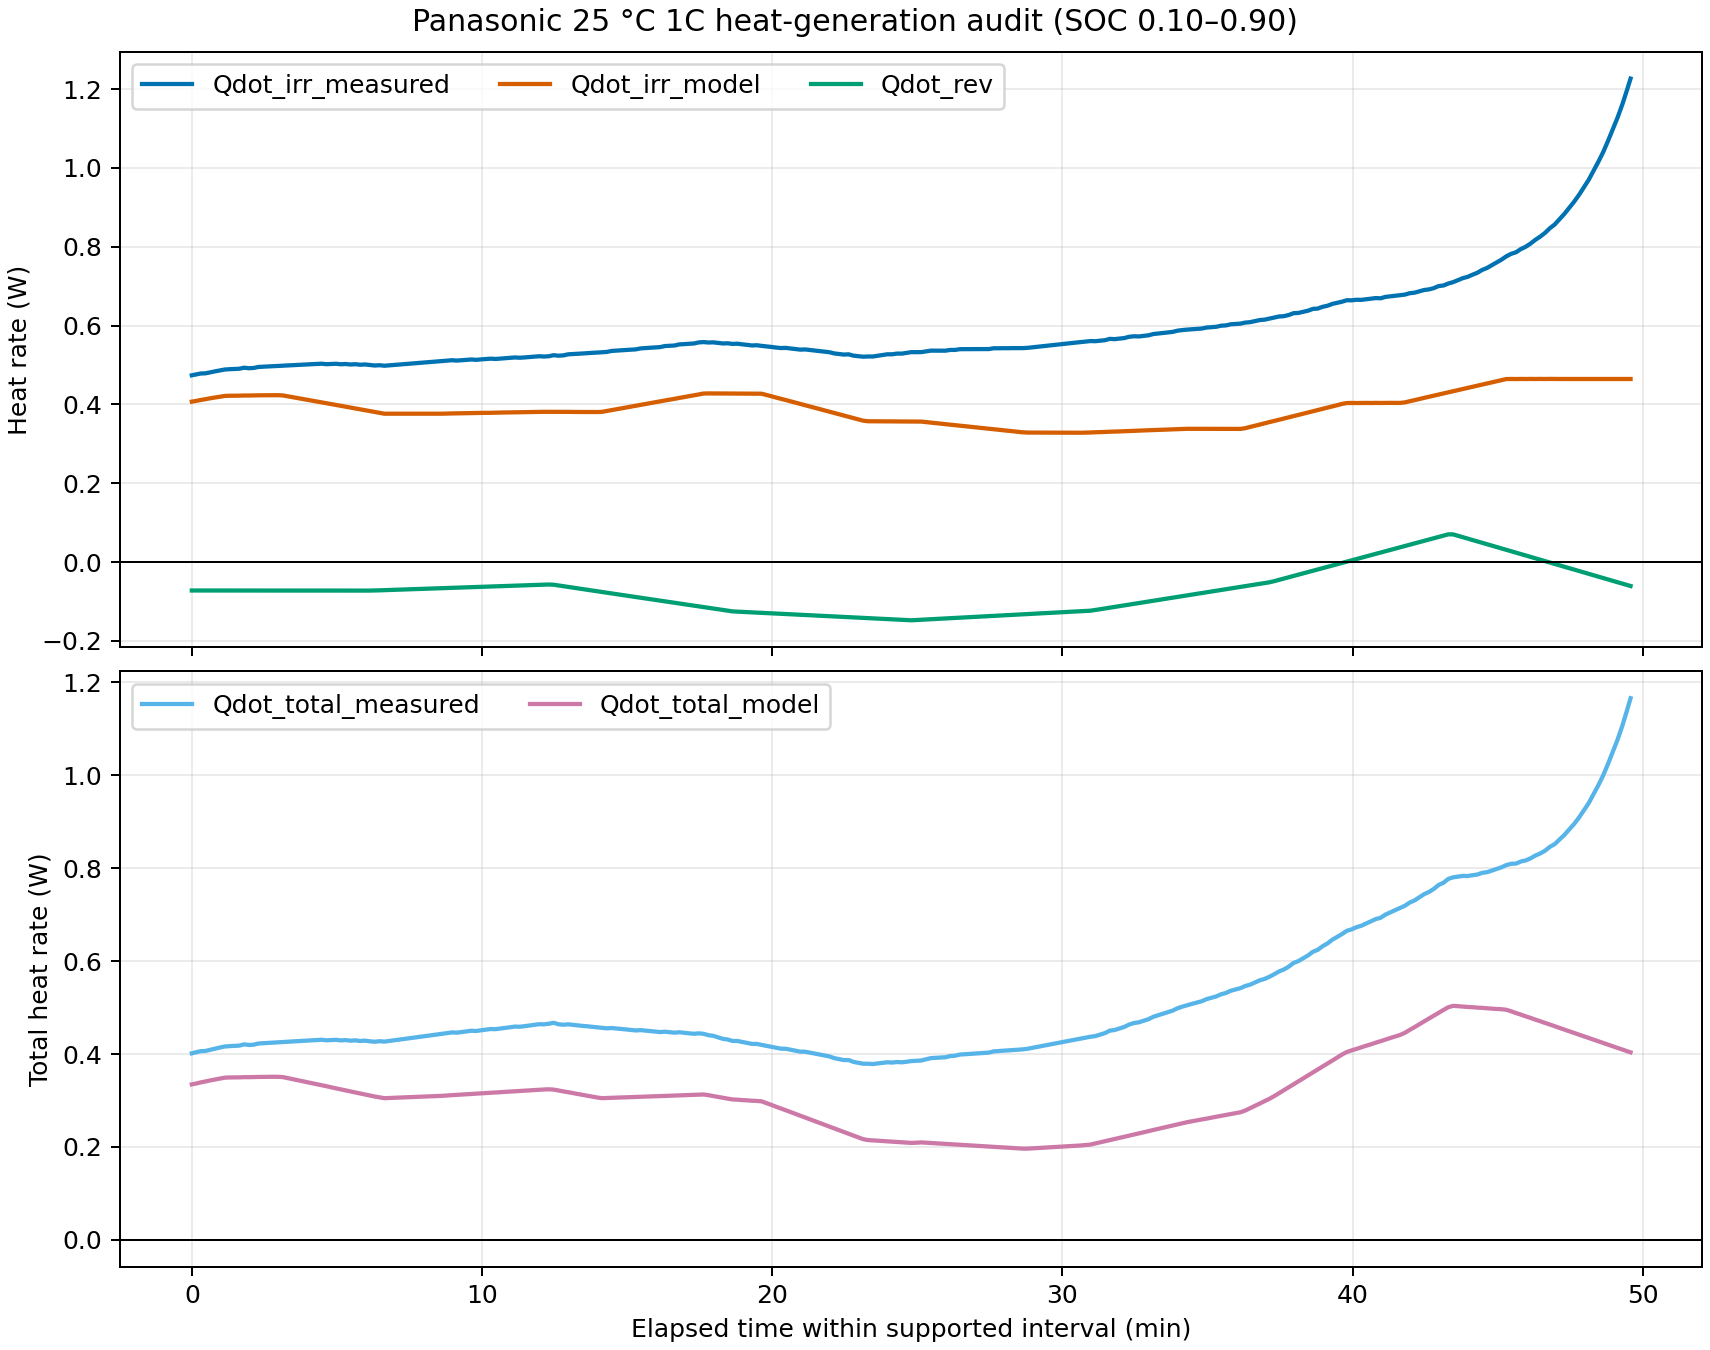 Panasonic 25 °C 1C heat-generation audit (SOC 0.10–0.90)
Qdot_irr_measured Qdot_irr_model Qdot_rev
Heat rate (W)
1.2
1.0
0.8
0.6
0.4
0.2
0.0
−0.2
Qdot_total_measured Qdot_total_model
Total heat rate (W)
1.2
1.0
0.8
0.6
0.4
0.2
0.0
0 10 20 30 40 50
Elapsed time within supported interval (min)